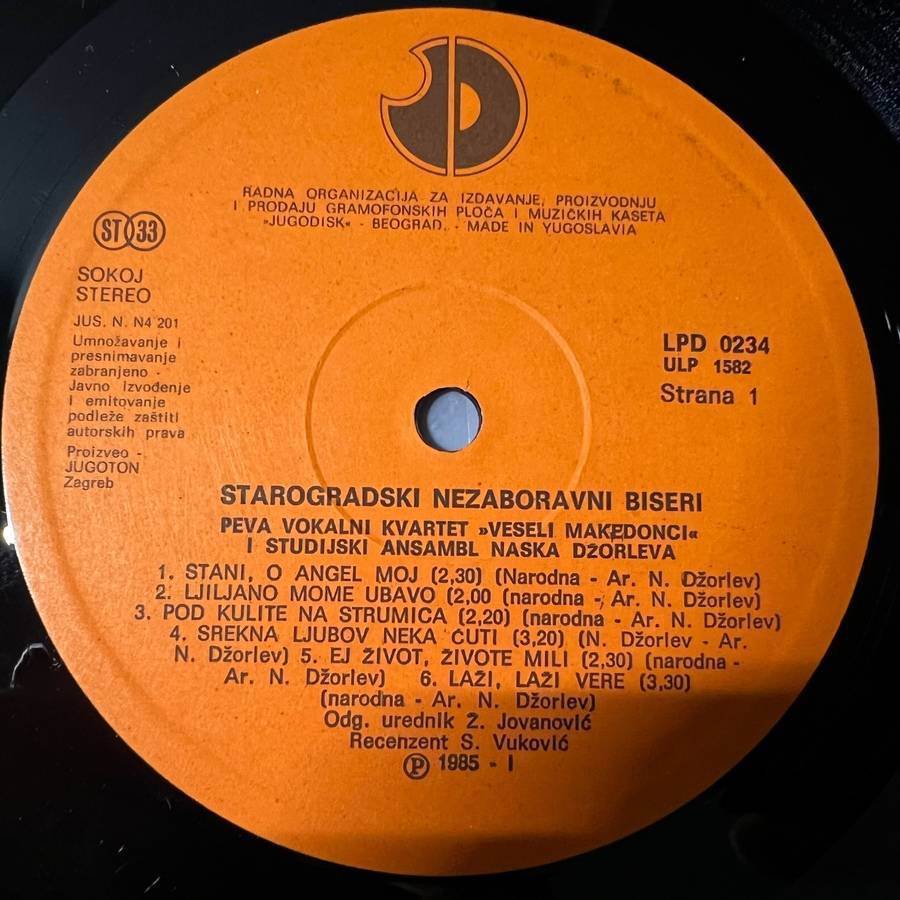 RADNA ORGANIZACIJA ZA IZDAVANJE, PROIZVODNJU
I PRODAJU GRAMOFONSKIH PLOČA I MUZIČKIH KASETA
»JUGODISK« - BEOGRAD. - MADE IN YUGOSLAVIA
ST 33
SOKOJ
STEREO
JUS. N. N4 201
Umnožavanje i
presnimavanje
zabranjeno -
Javno izvođenje
i emitovanje
podleže zaštiti
autorskih prava
Proizveo -
JUGOTON
Zagreb
LPD 0234
ULP 1582
Strana 1
STAROGRADSKI NEZABORAVNI BISERI
PEVA VOKALNI KVARTET »VESELI MAKEDONCI«
I STUDIJSKI ANSAMBL NASKA DŽORLEVA
1. STANI, O ANGEL MOJ (2,30) (Narodna - Ar. N. Džorlev)
2. LJILJANO MOME UBAVO (2,00 (narodna - Ar. N. Džorlev)
3. POD KULITE NA STRUMICA (2,20) (narodna - Ar. N. Džorlev)
4. SREKNA LJUBOV NEKA ČUTI (3,20) (N. Džorlev - Ar.
N. Džorlev) 5. EJ ŽIVOT, ŽIVOTE MILI (2,30) (narodna -
Ar. N. Džorlev) 6. LAŽI, LAŽI VERE (3,30)
(narodna - Ar. N. Džorlev)
Odg. urednik Ž. Jovanović
Recenzent S. Vuković
Ⓟ 1985 - I